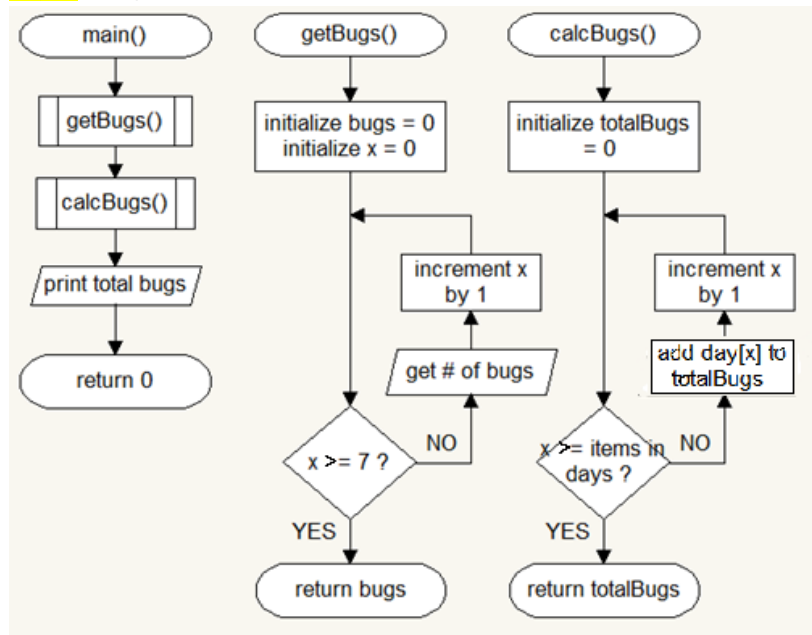 main()
getBugs()
calcBugs()
print total bugs
return 0
getBugs()
initialize bugs = 0
initialize x = 0
increment x
by 1
get # of bugs
x >= 7 ?
NO
YES
return bugs
calcBugs()
initialize totalBugs
= 0
increment x
by 1
add day[x] to
totalBugs
x >= items in
days ?
NO
YES
return totalBugs